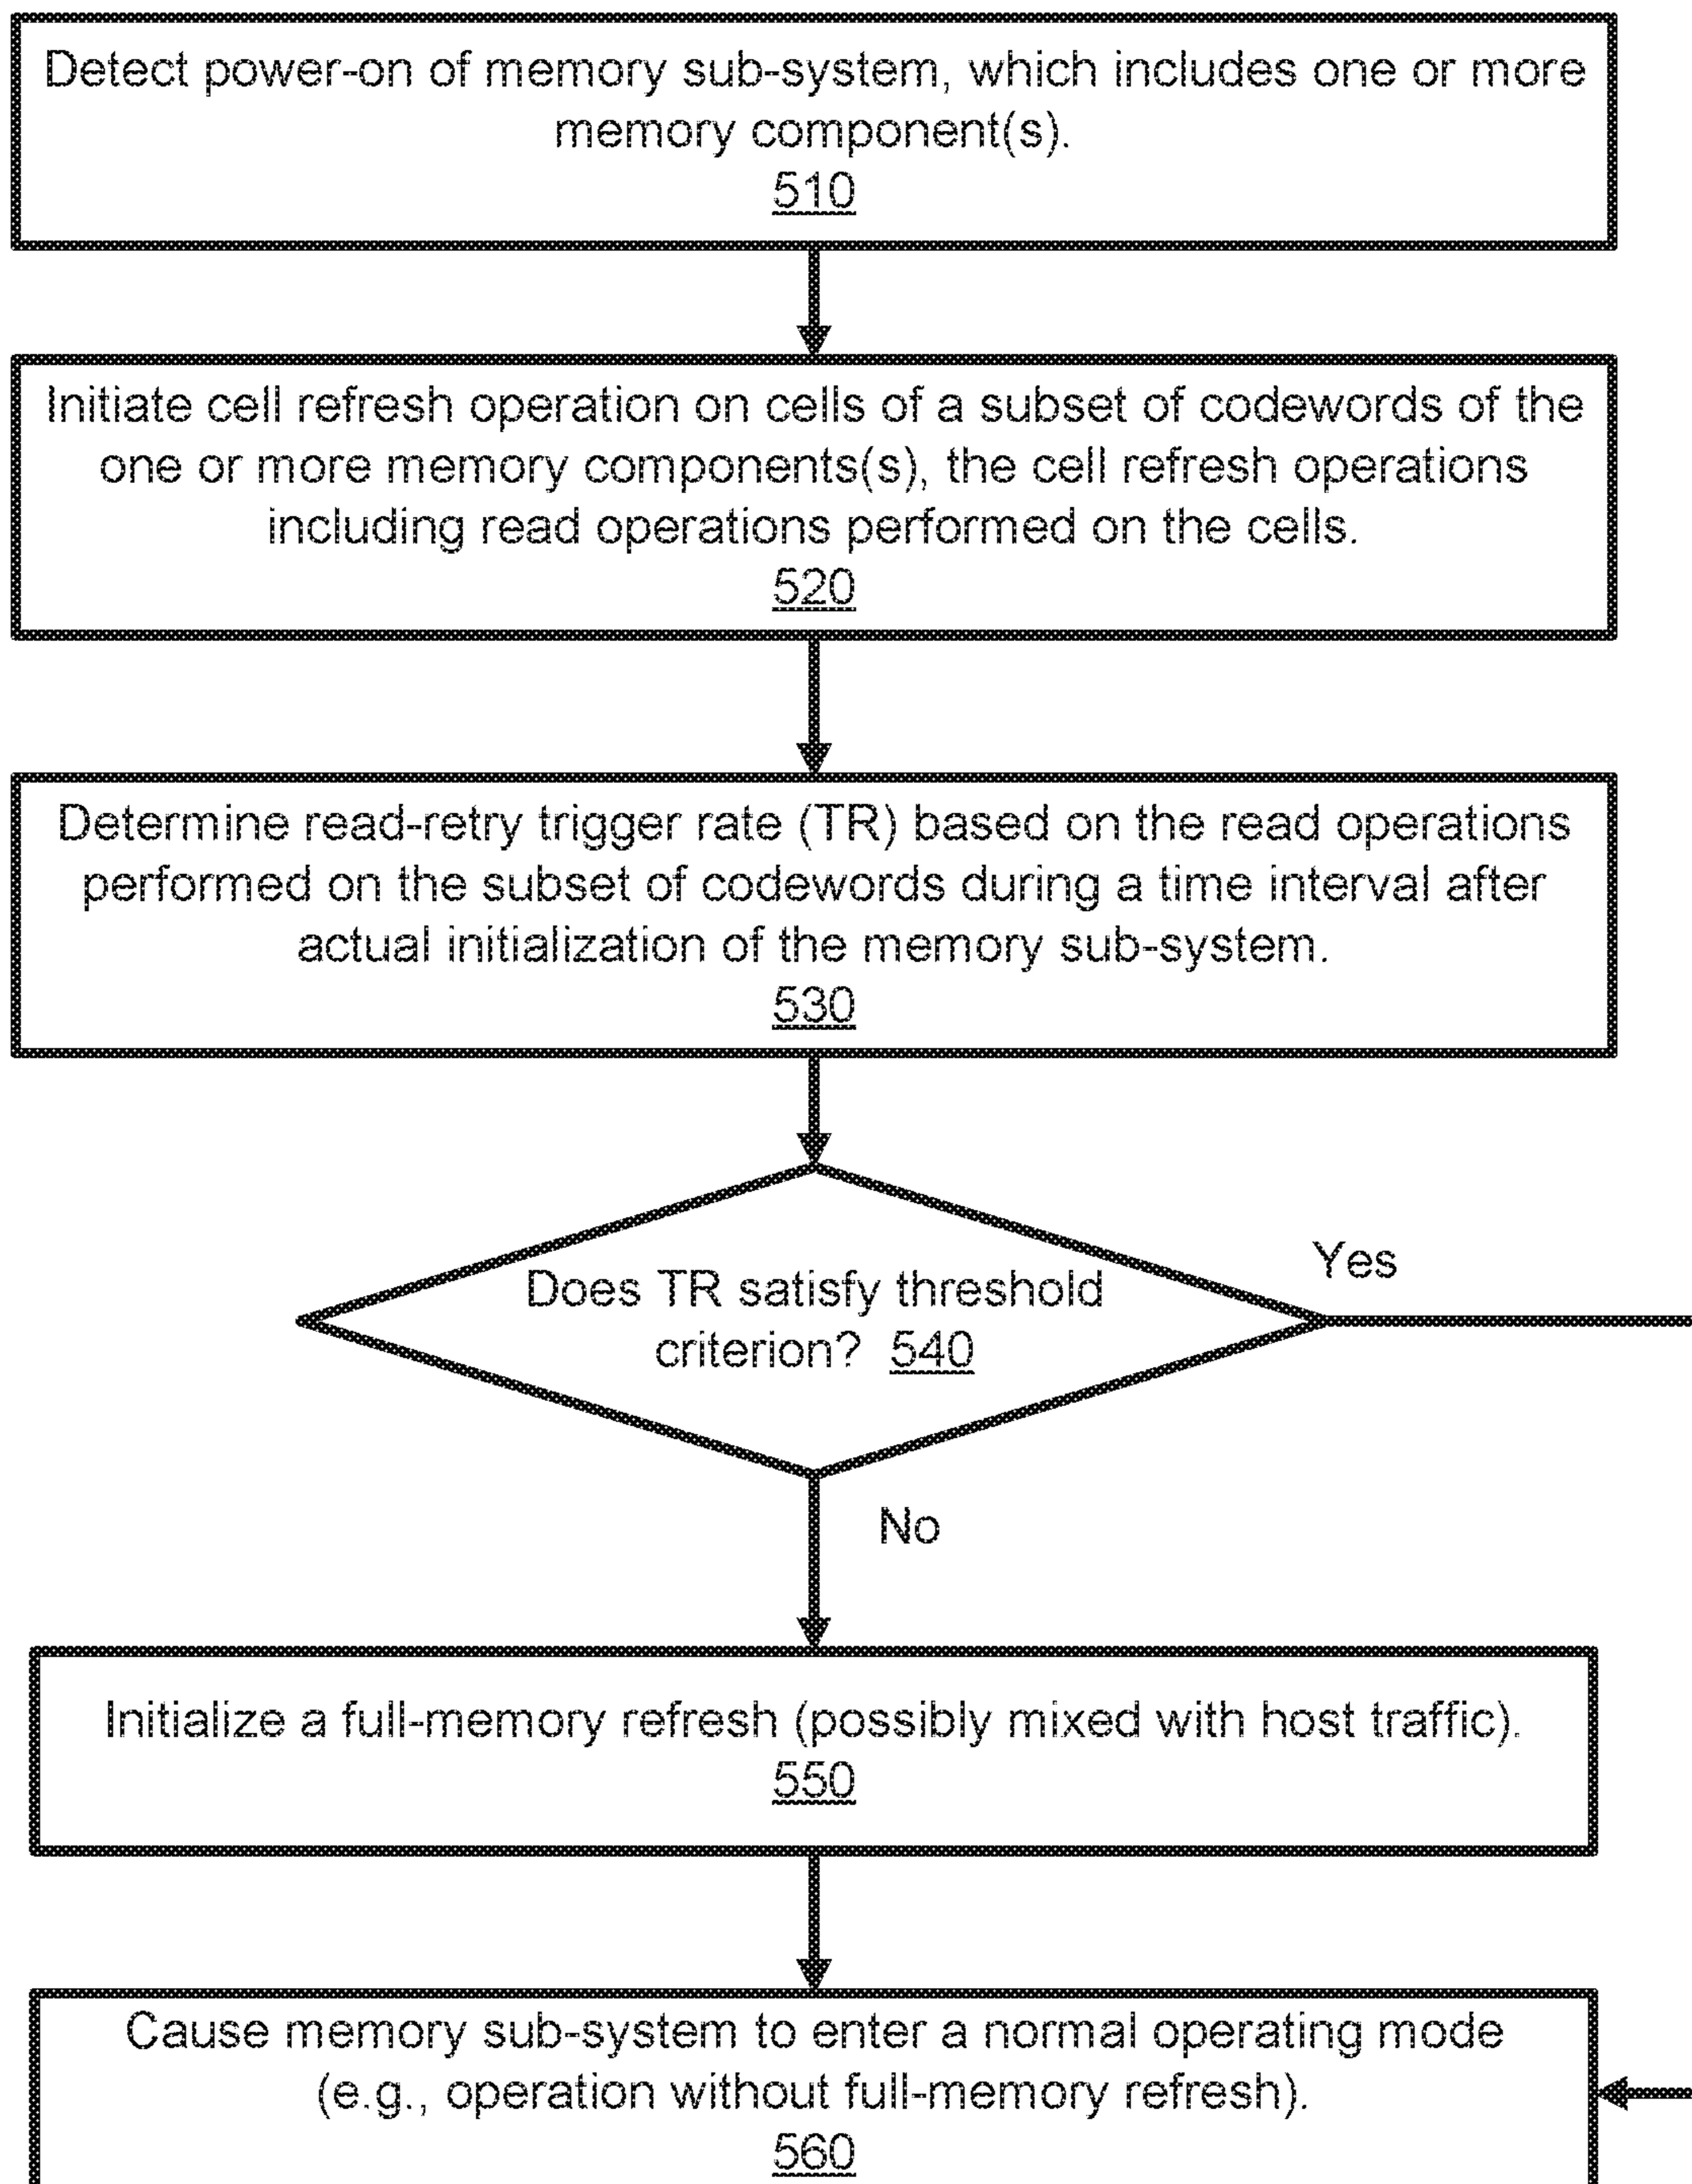 Detect power-on of memory sub-system, which includes one or more
memory component(s).
510
Initiate cell refresh operation on cells of a subset of codewords of the
one or more memory components(s), the cell refresh operations
including read operations performed on the cells.
520
Determine read-retry trigger rate (TR) based on the read operations
performed on the subset of codewords during a time interval after
actual initialization of the memory sub-system.
530
Does TR satisfy threshold
criterion? 540
Yes
No
Initialize a full-memory refresh (possibly mixed with host traffic).
550
Cause memory sub-system to enter a normal operating mode
(e.g., operation without full-memory refresh).
560